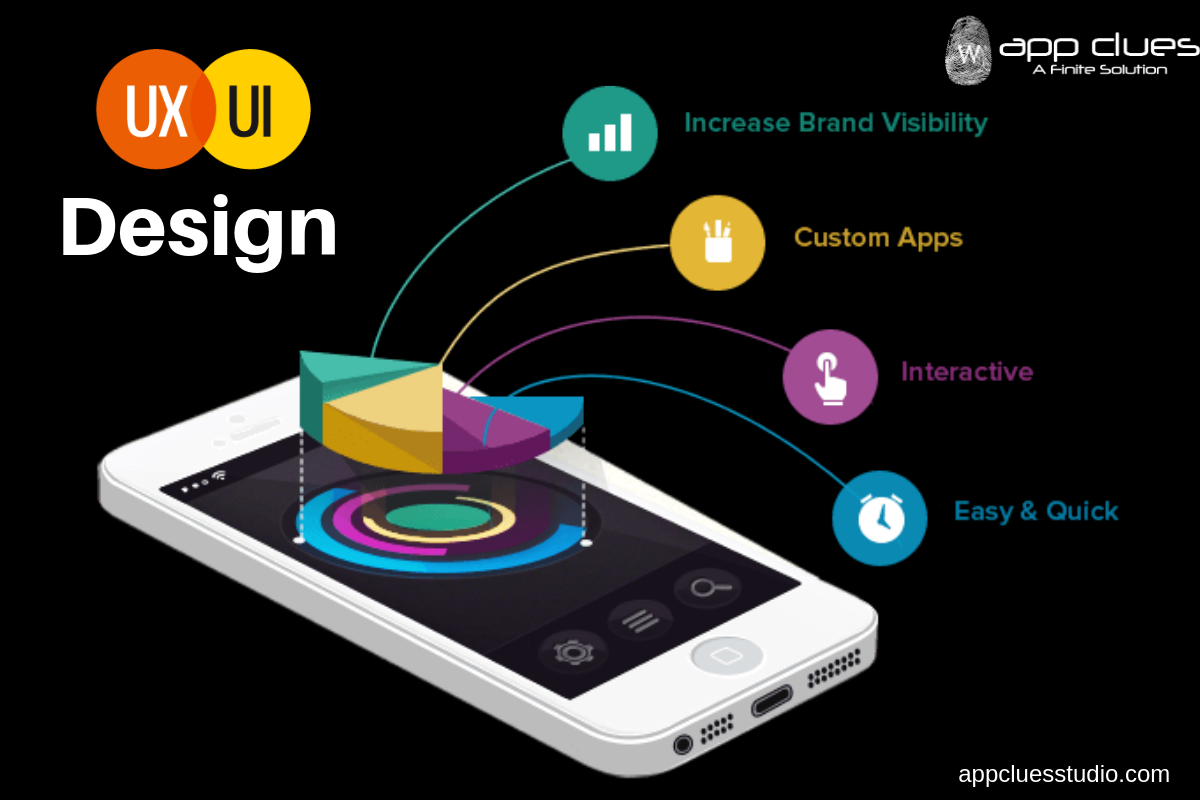 UX UI
Design
W
app clues
A Finite Solution
Increase Brand Visibility
Custom Apps
Interactive
Easy & Quick
appcluesstudio.com